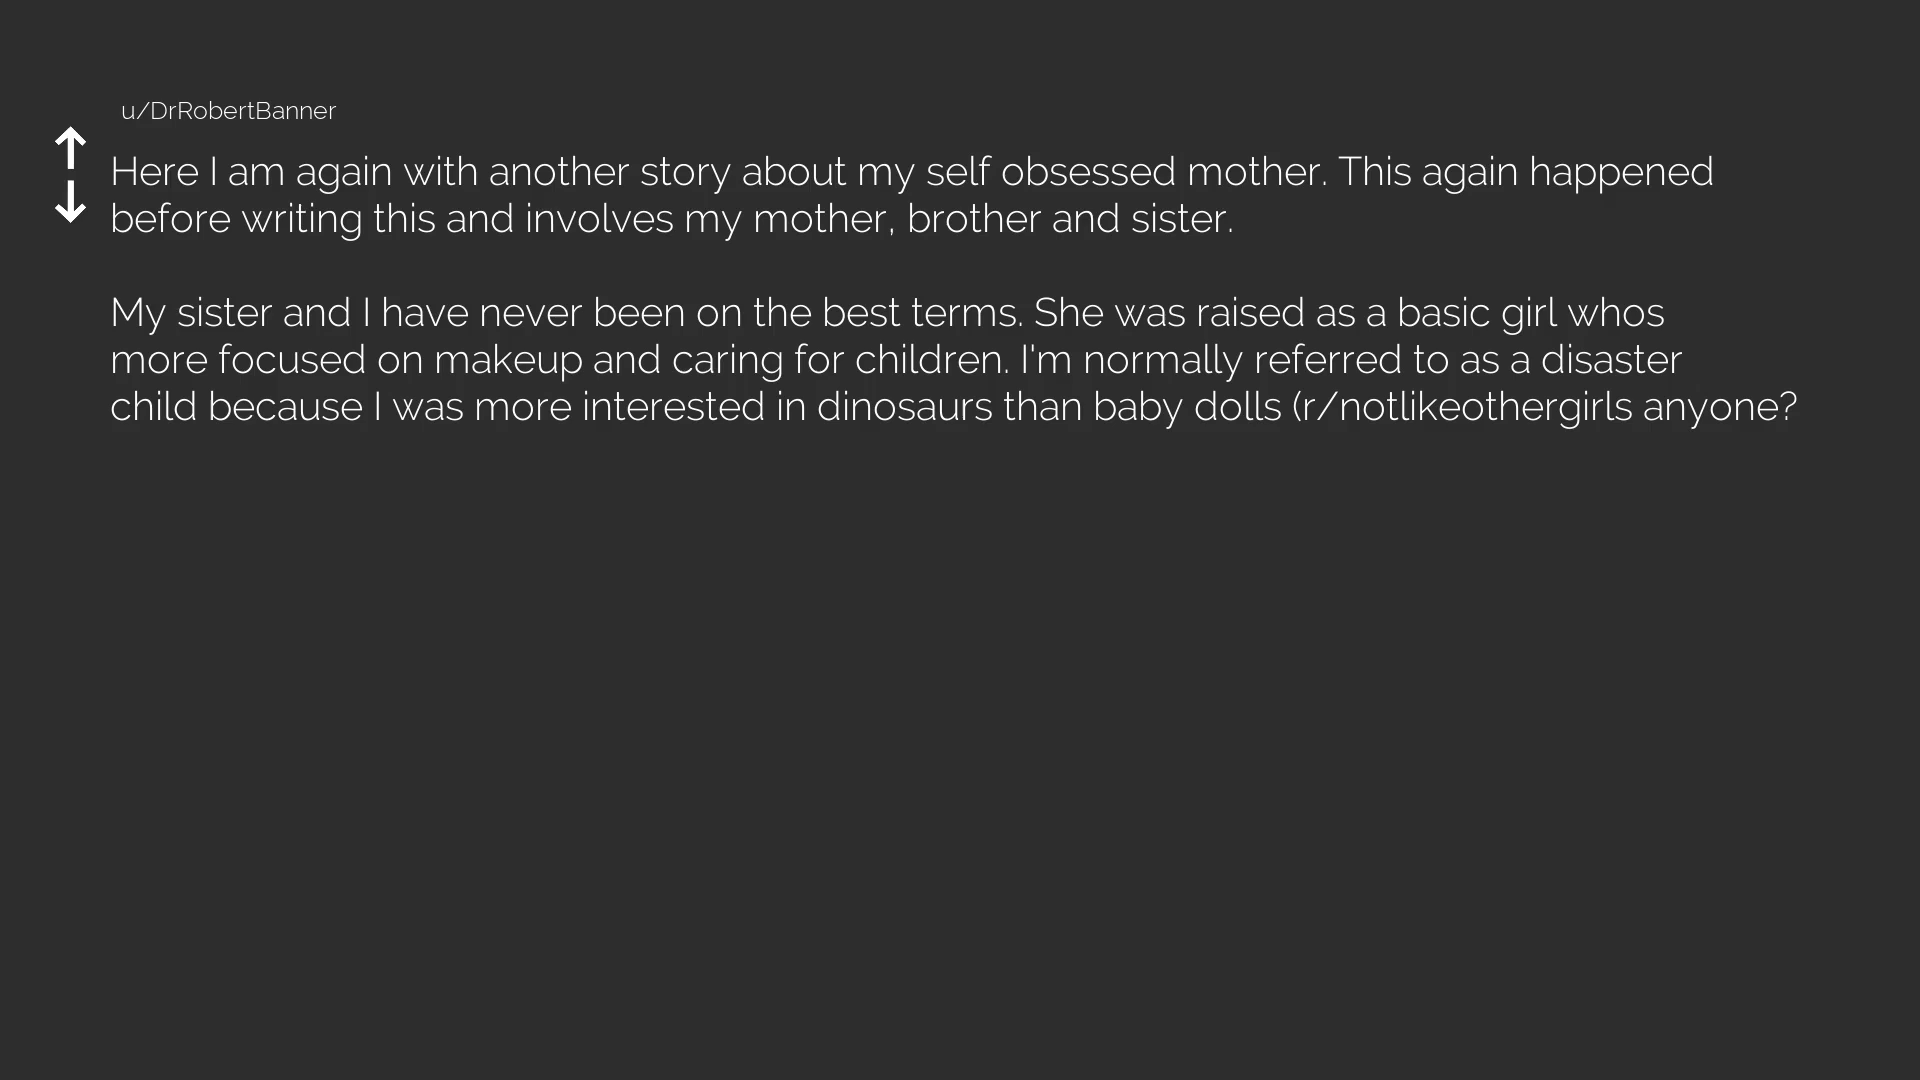 u/DrRobertBanner
Here I am again with another story about my self obsessed mother. This again happened
before writing this and involves my mother, brother and sister.
My sister and I have never been on the best terms. She was raised as a basic girl whos
more focused on makeup and caring for children. I'm normally referred to as a disaster
child because I was more interested in dinosaurs than baby dolls (r/notlikeothergirls anyone?